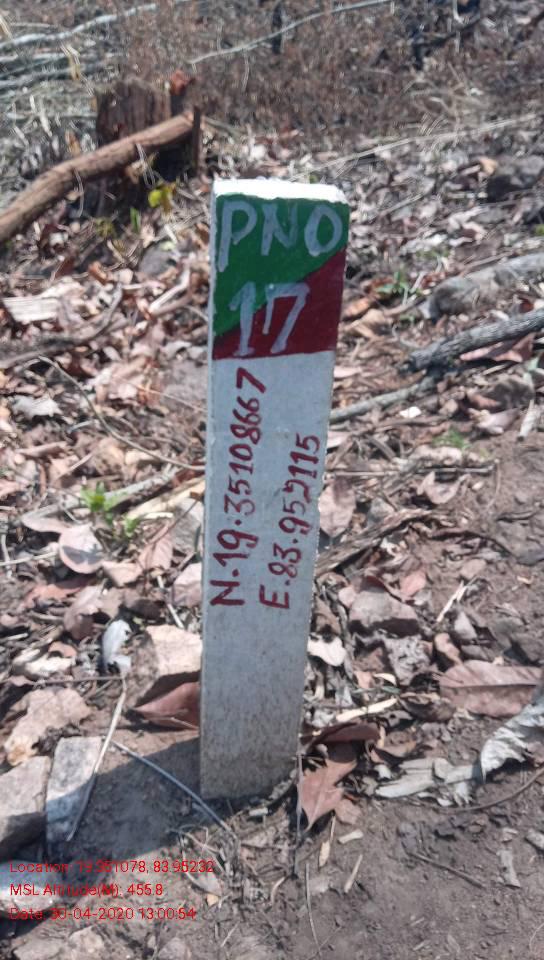 PNO
17
N.19.35108667
E.83.952115
Location: 19.351078, 83.95232
MSL Altitude(M): 455.8
Date: 30-04-2020 13:00:54